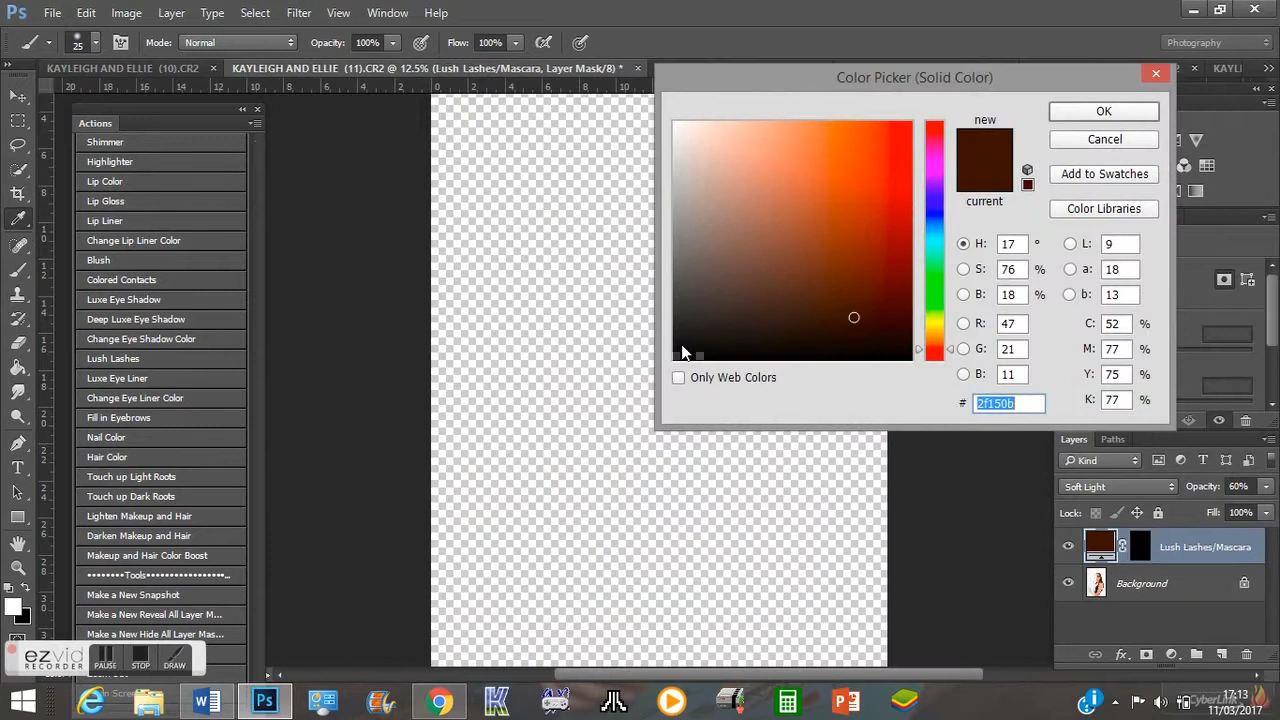 Ps File Edit Image Layer Type Select Filter View Window Help
25 Mode: Normal Opacity: 100% Flow: 100% Photography
KAYLEIGH AND ELLIE (10).CR2 × KAYLEIGH AND ELLIE (11).CR2 @ 12.5% (Lush Lashes/Mascara, Layer Mask/8) * × KAYLI
Color Picker (Solid Color)
Actions
Shimmer
Highlighter
Lip Color
Lip Gloss
Lip Liner
Change Lip Liner Color
Blush
Colored Contacts
Luxe Eye Shadow
Deep Luxe Eye Shadow
Change Eye Shadow Color
Lush Lashes
Luxe Eye Liner
Change Eye Liner Color
Fill in Eyebrows
Nail Color
Hair Color
Touch up Light Roots
Touch up Dark Roots
Lighten Makeup and Hair
Darken Makeup and Hair
Makeup and Hair Color Boost
••••••••Tools••••••••••••••••••...
Make a New Snapshot
Make a New Reveal All Layer M...
Make a New Hide All Layer Mas...
new
current
OK
Cancel
Add to Swatches
Color Libraries
H: 17 ° L: 9
S: 76 % a: 18
B: 18 % b: 13
R: 47 C: 52 %
G: 21 M: 77 %
B: 11 Y: 75 %
# 2f150b K: 77 %
Only Web Colors
Layers Paths
Kind
Soft Light Opacity: 60%
Lock: Fill: 100%
Lush Lashes/Mascara
Background
ezvid
RECORDER
PAUSE STOP DRAW
17:13
11/03/2017
CyberLink